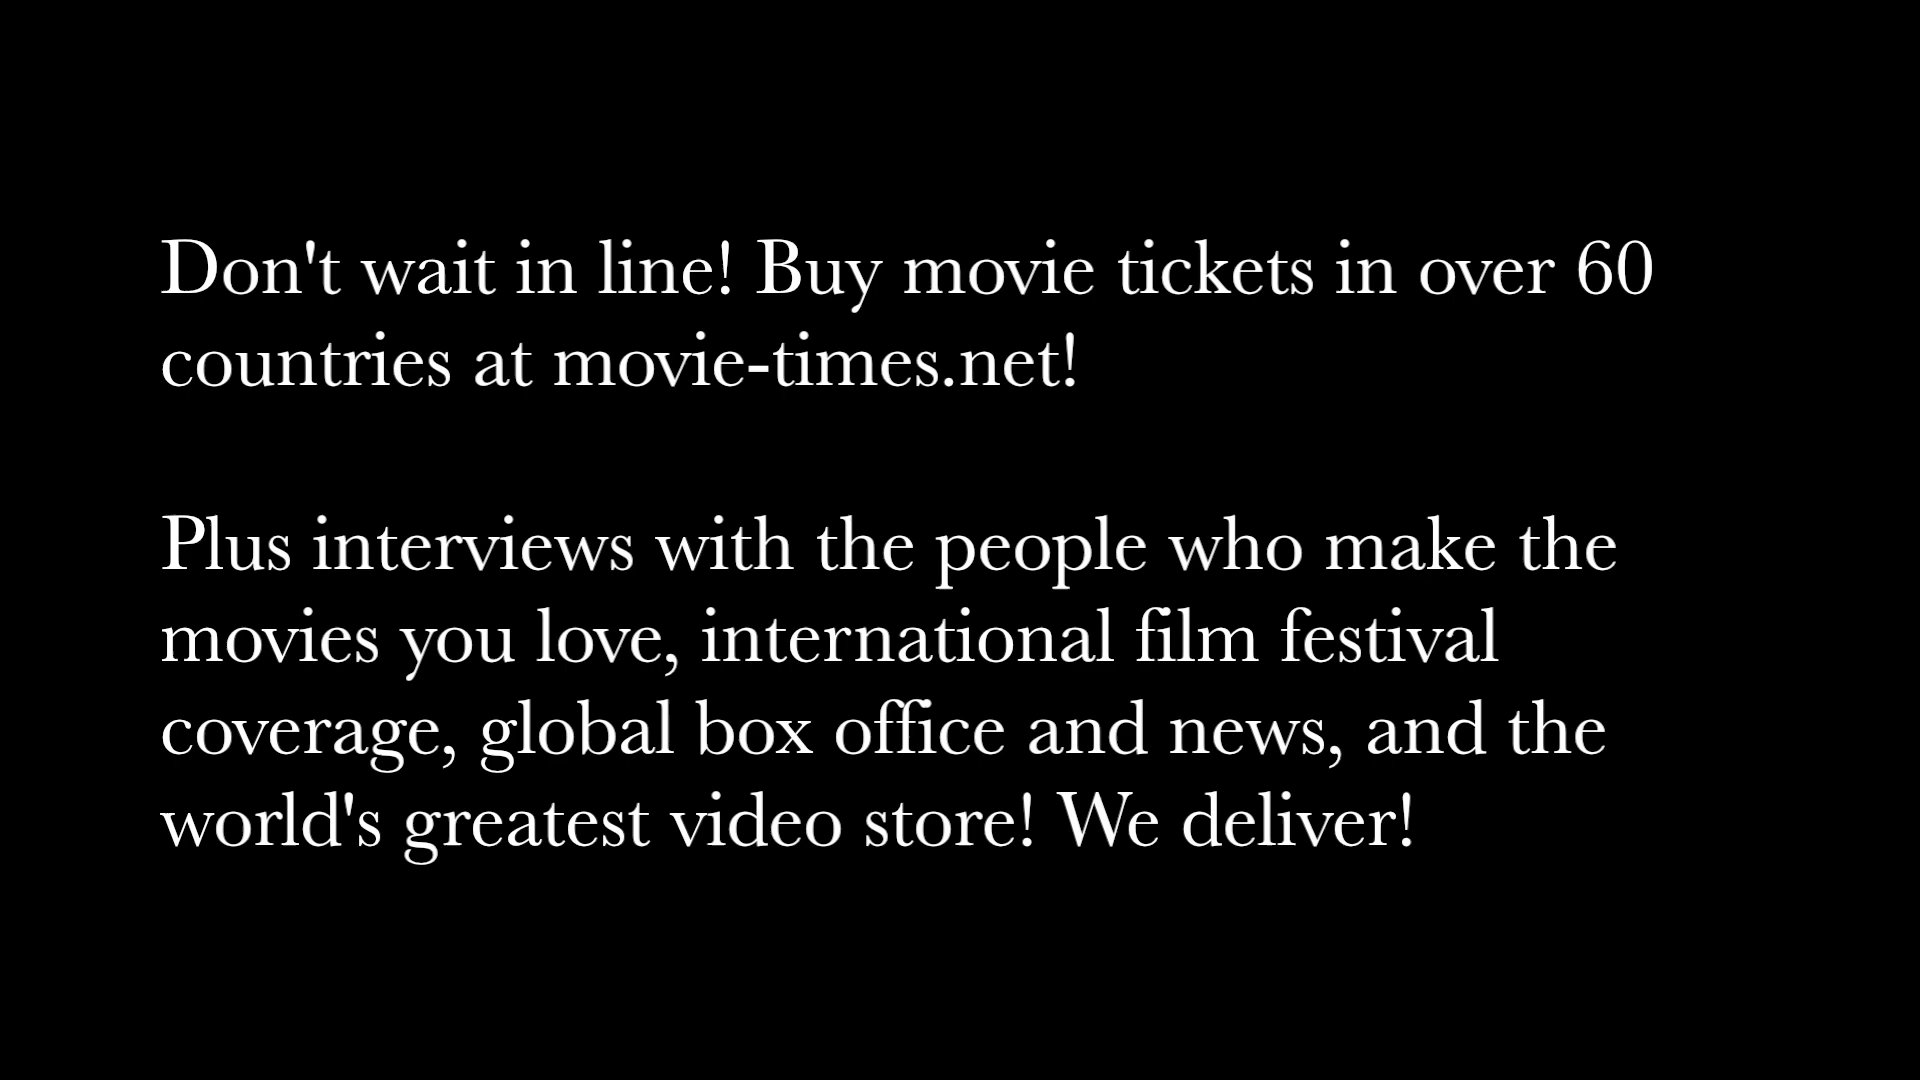 Don't wait in line! Buy movie tickets in over 60
countries at movie-times.net!
Plus interviews with the people who make the
movies you love, international film festival
coverage, global box office and news, and the
world's greatest video store! We deliver!